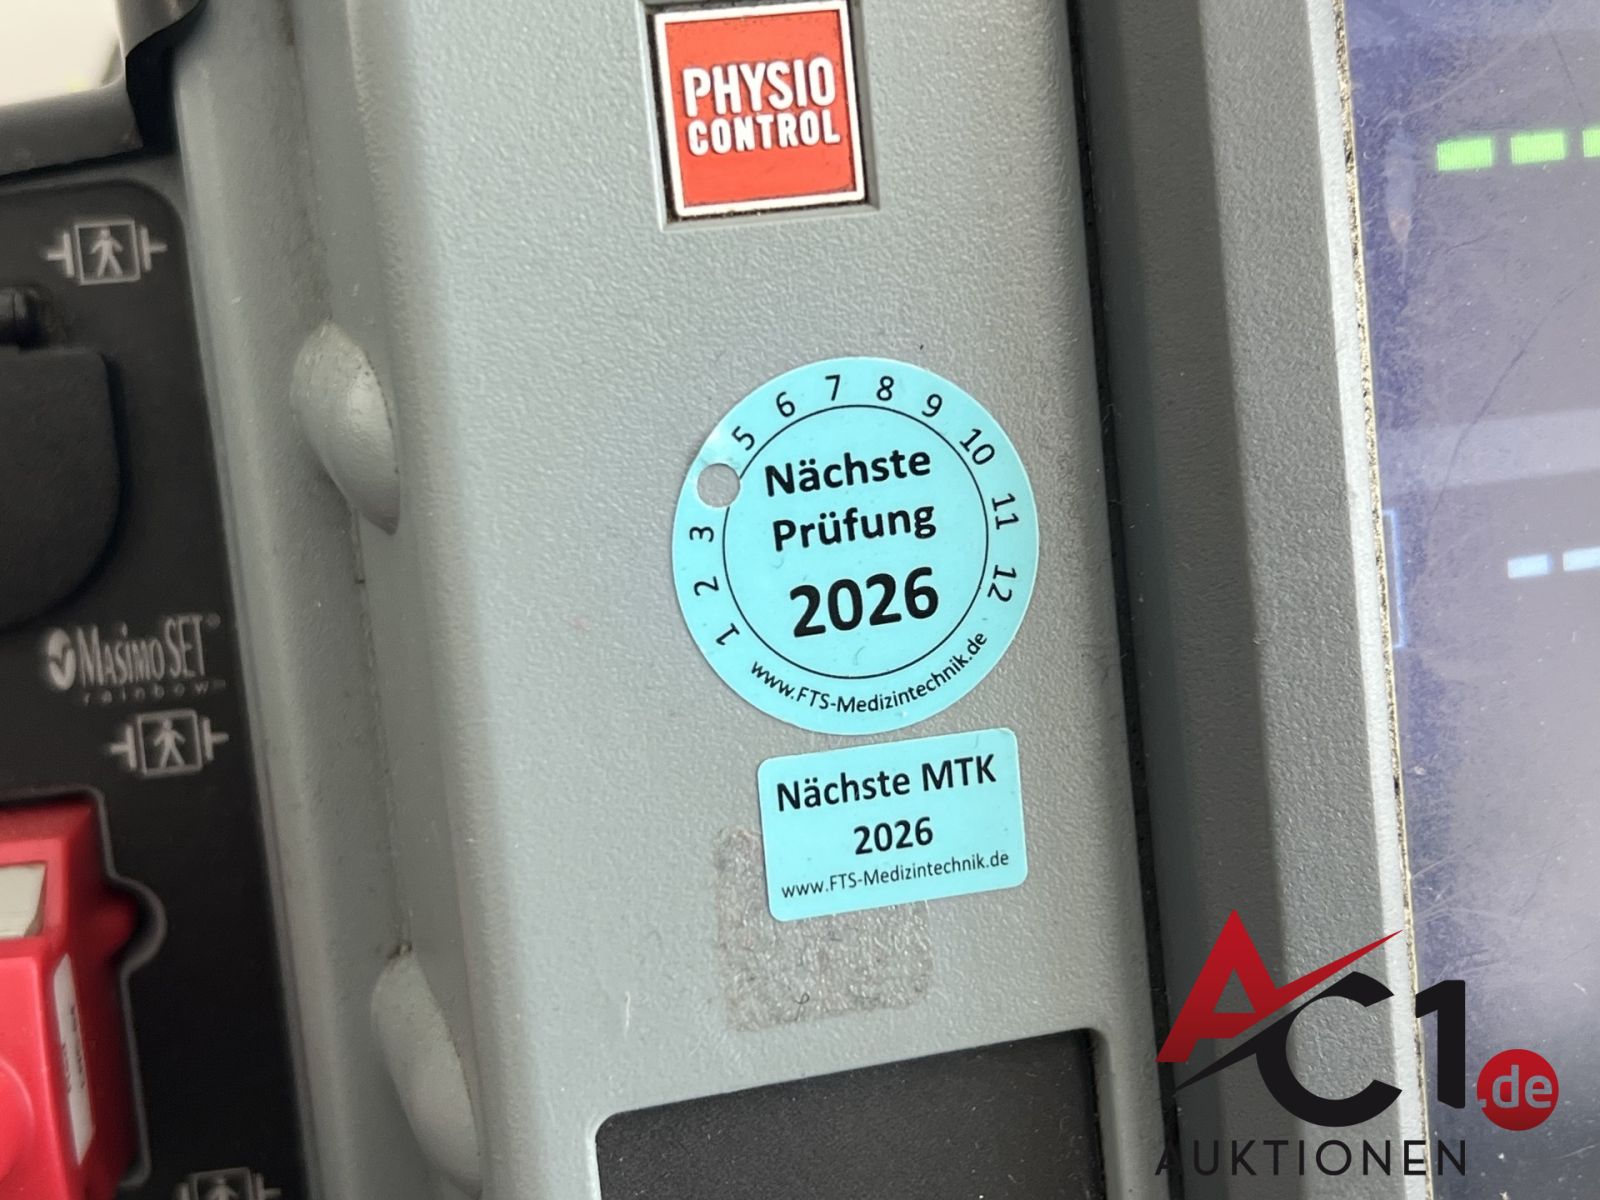 PHYSIO
CONTROL
5 6 7 8 9 10 11 12
3
2
1
Nächste
Prüfung
2026
www.FTS-Medizintechnik.de
Nächste MTK
2026
www.FTS-Medizintechnik.de
MASIMO SET
rainbow
AC1.de
AUKTIONEN